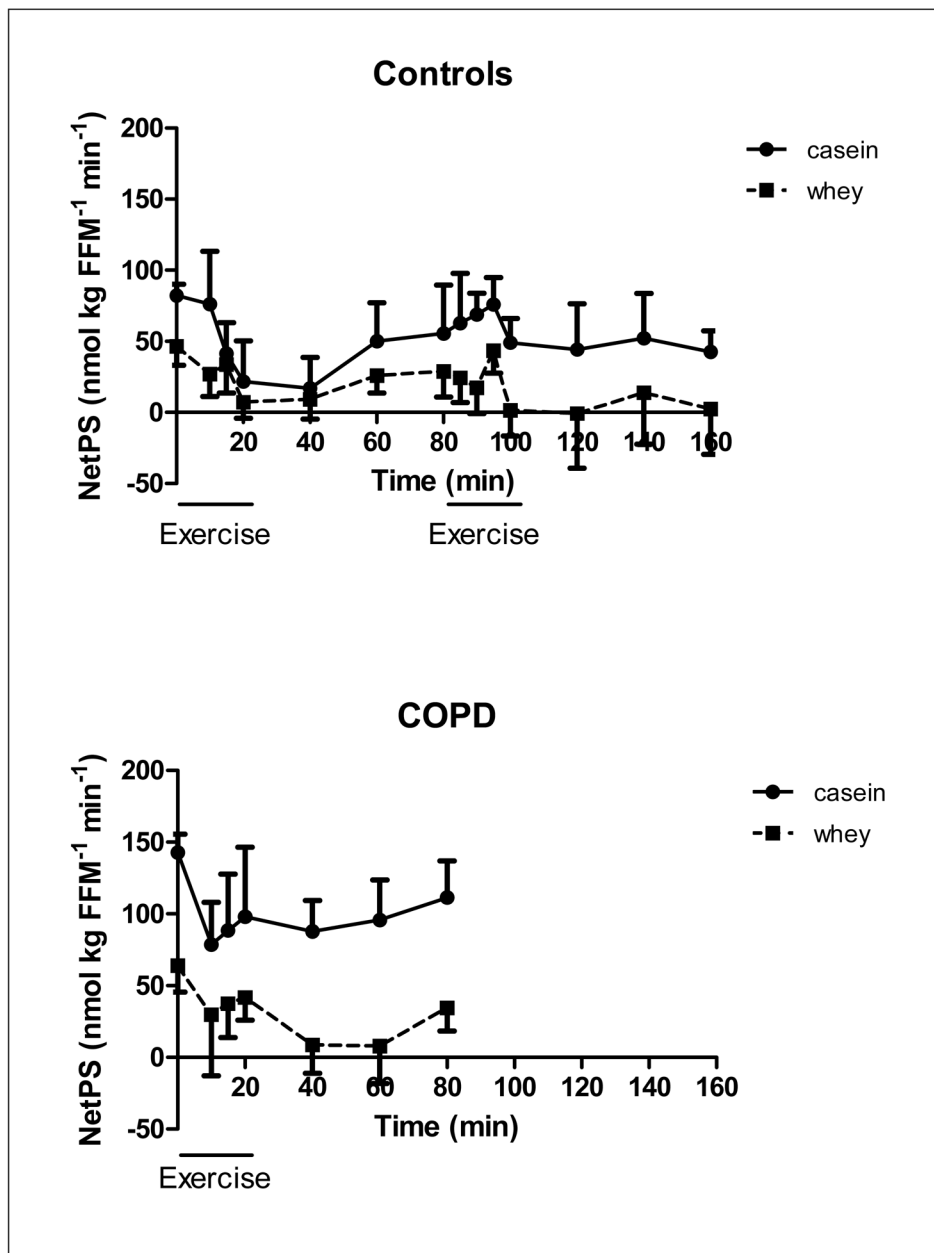 Controls
NetPS (nmol kg FFM⁻¹ min⁻¹)
200
150
100
50
0
-50
20 40 60 80 100 120 140 160
Time (min)
casein
whey
Exercise Exercise
COPD
NetPS (nmol kg FFM⁻¹ min⁻¹)
200
150
100
50
0
-50
20 40 60 80 100 120 140 160
Time (min)
casein
whey
Exercise